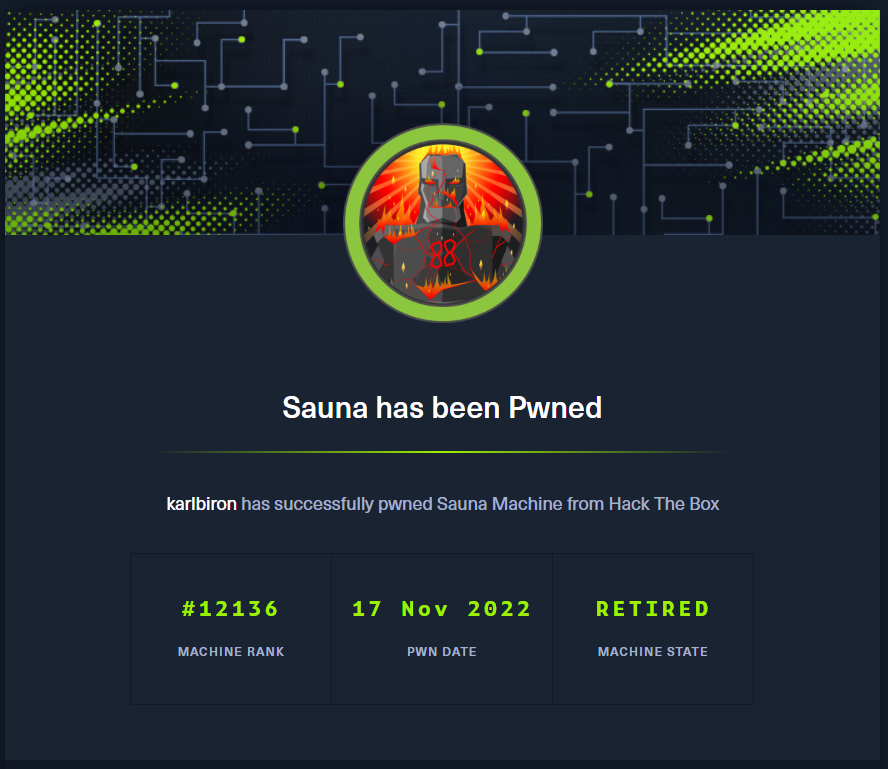 88
Sauna has been Pwned
karlbiron has successfully pwned Sauna Machine from Hack The Box
#12136 17 Nov 2022 RETIRED
MACHINE RANK PWN DATE MACHINE STATE